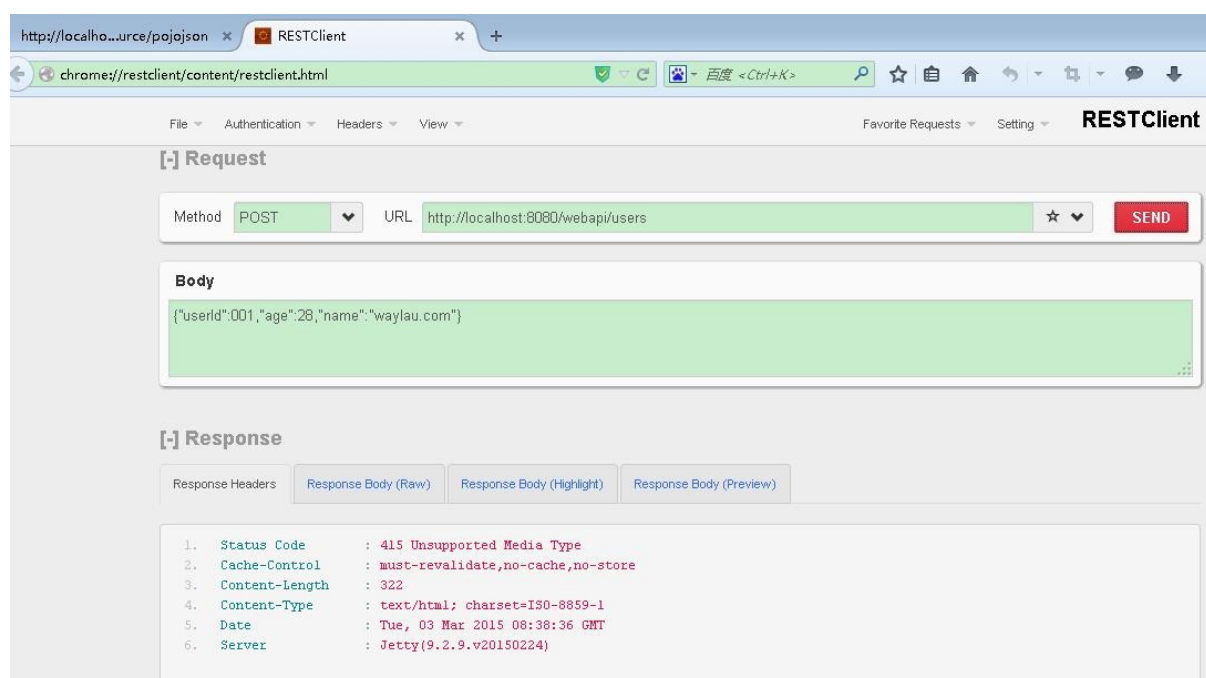 http://localho...urce/pojojson × RESTClient × +
chrome://restclient/content/restclient.html 百度 <Ctrl+K>
File Authentication Headers View Favorite Requests Setting RESTClient
[-] Request
Method POST URL http://localhost:8080/webapi/users SEND
Body
{"userId":001,"age":28,"name":"waylau.com"}
[-] Response
Response Headers Response Body (Raw) Response Body (Highlight) Response Body (Preview)
1. Status Code : 415 Unsupported Media Type
2. Cache-Control : must-revalidate,no-cache,no-store
3. Content-Length : 322
4. Content-Type : text/html; charset=ISO-8859-1
5. Date : Tue, 03 Mar 2015 08:38:36 GMT
6. Server : Jetty(9.2.9.v20150224)